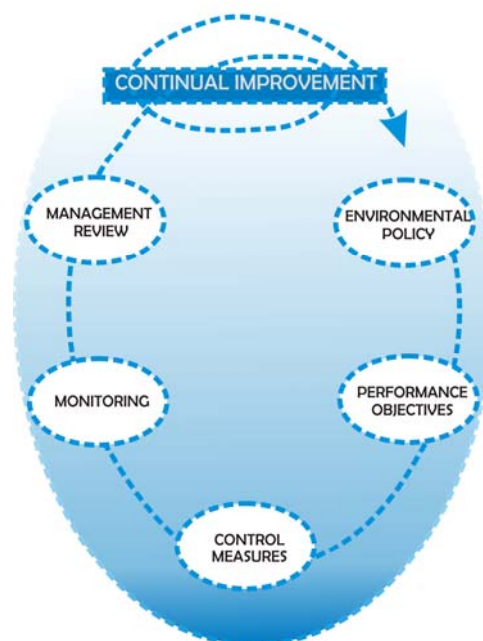 CONTINUAL IMPROVEMENT
MANAGEMENT
REVIEW
ENVIRONMENTAL
POLICY
MONITORING
PERFORMANCE
OBJECTIVES
CONTROL
MEASURES